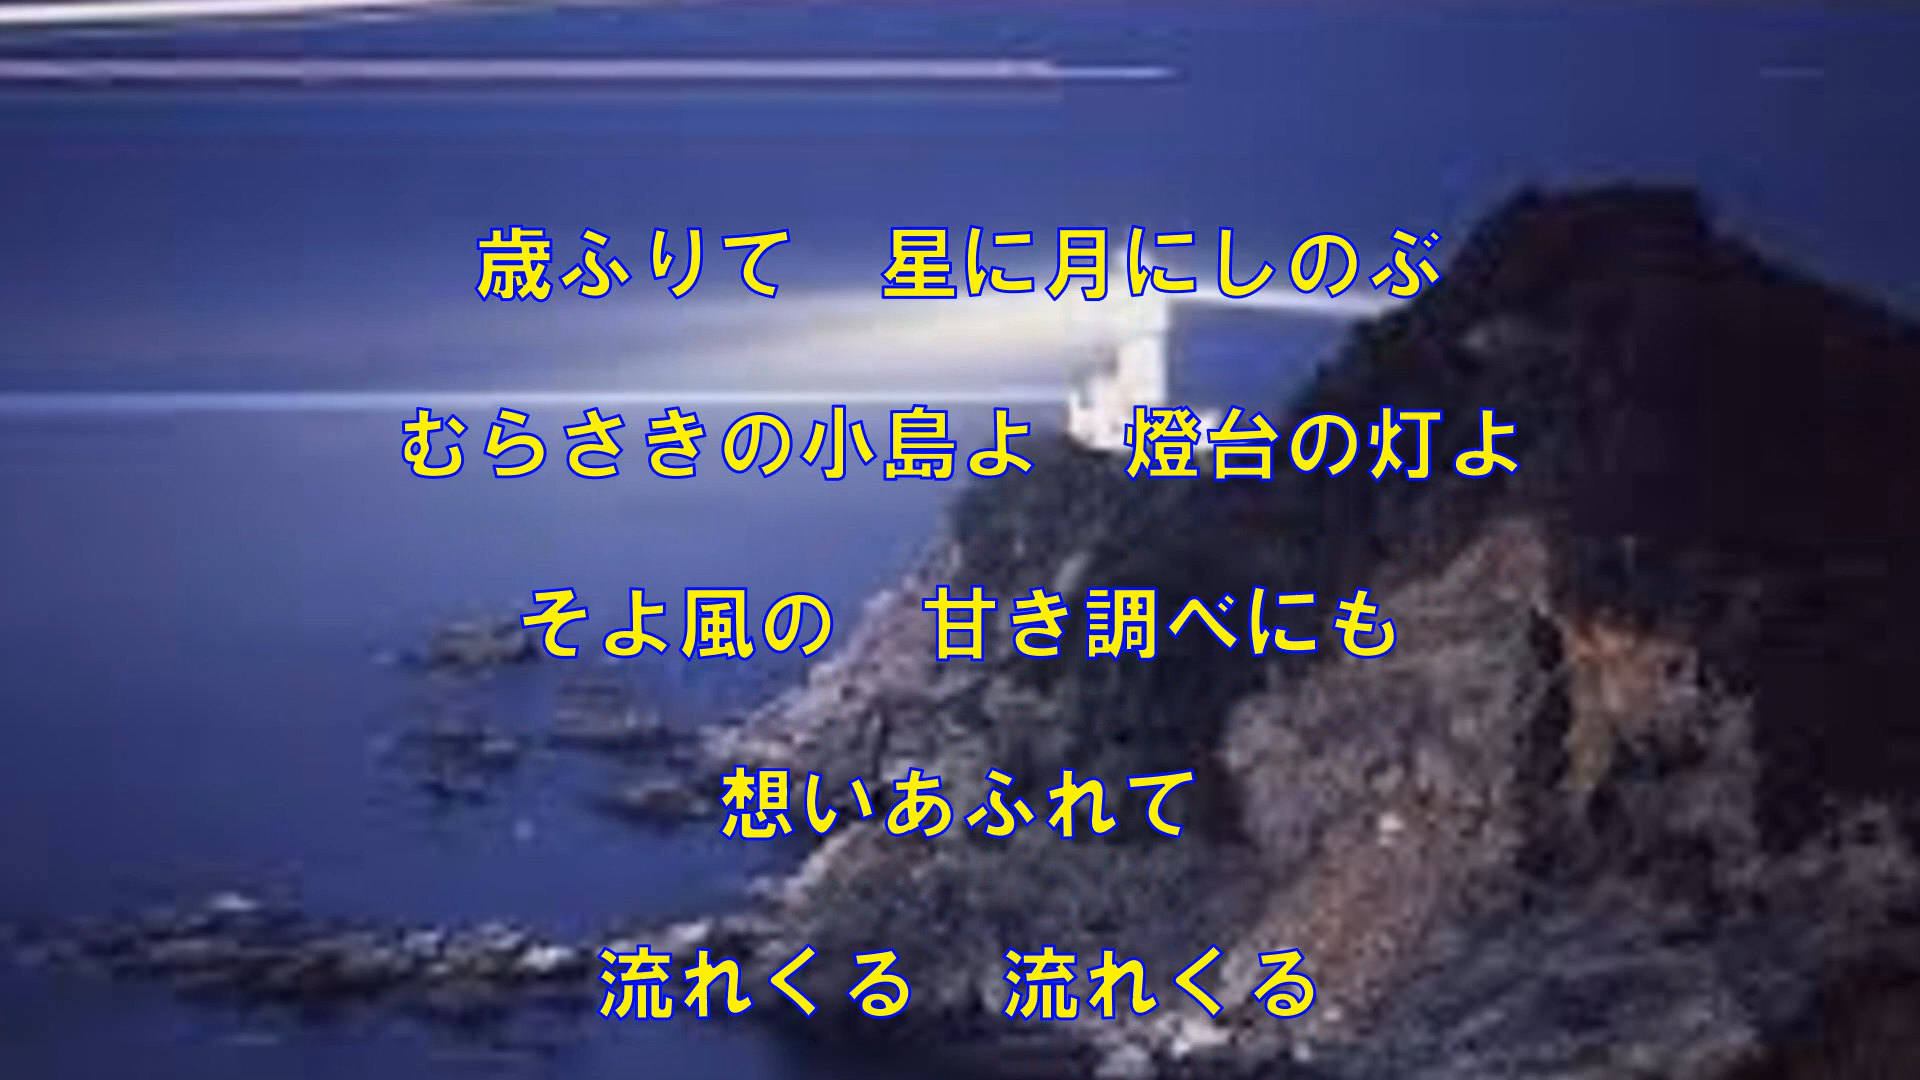 歳ふりて　星に月にしのぶ
むらさきの小島よ　燈台の灯よ
そよ風の　甘き調べにも
想いあふれて
流れくる　流れくる